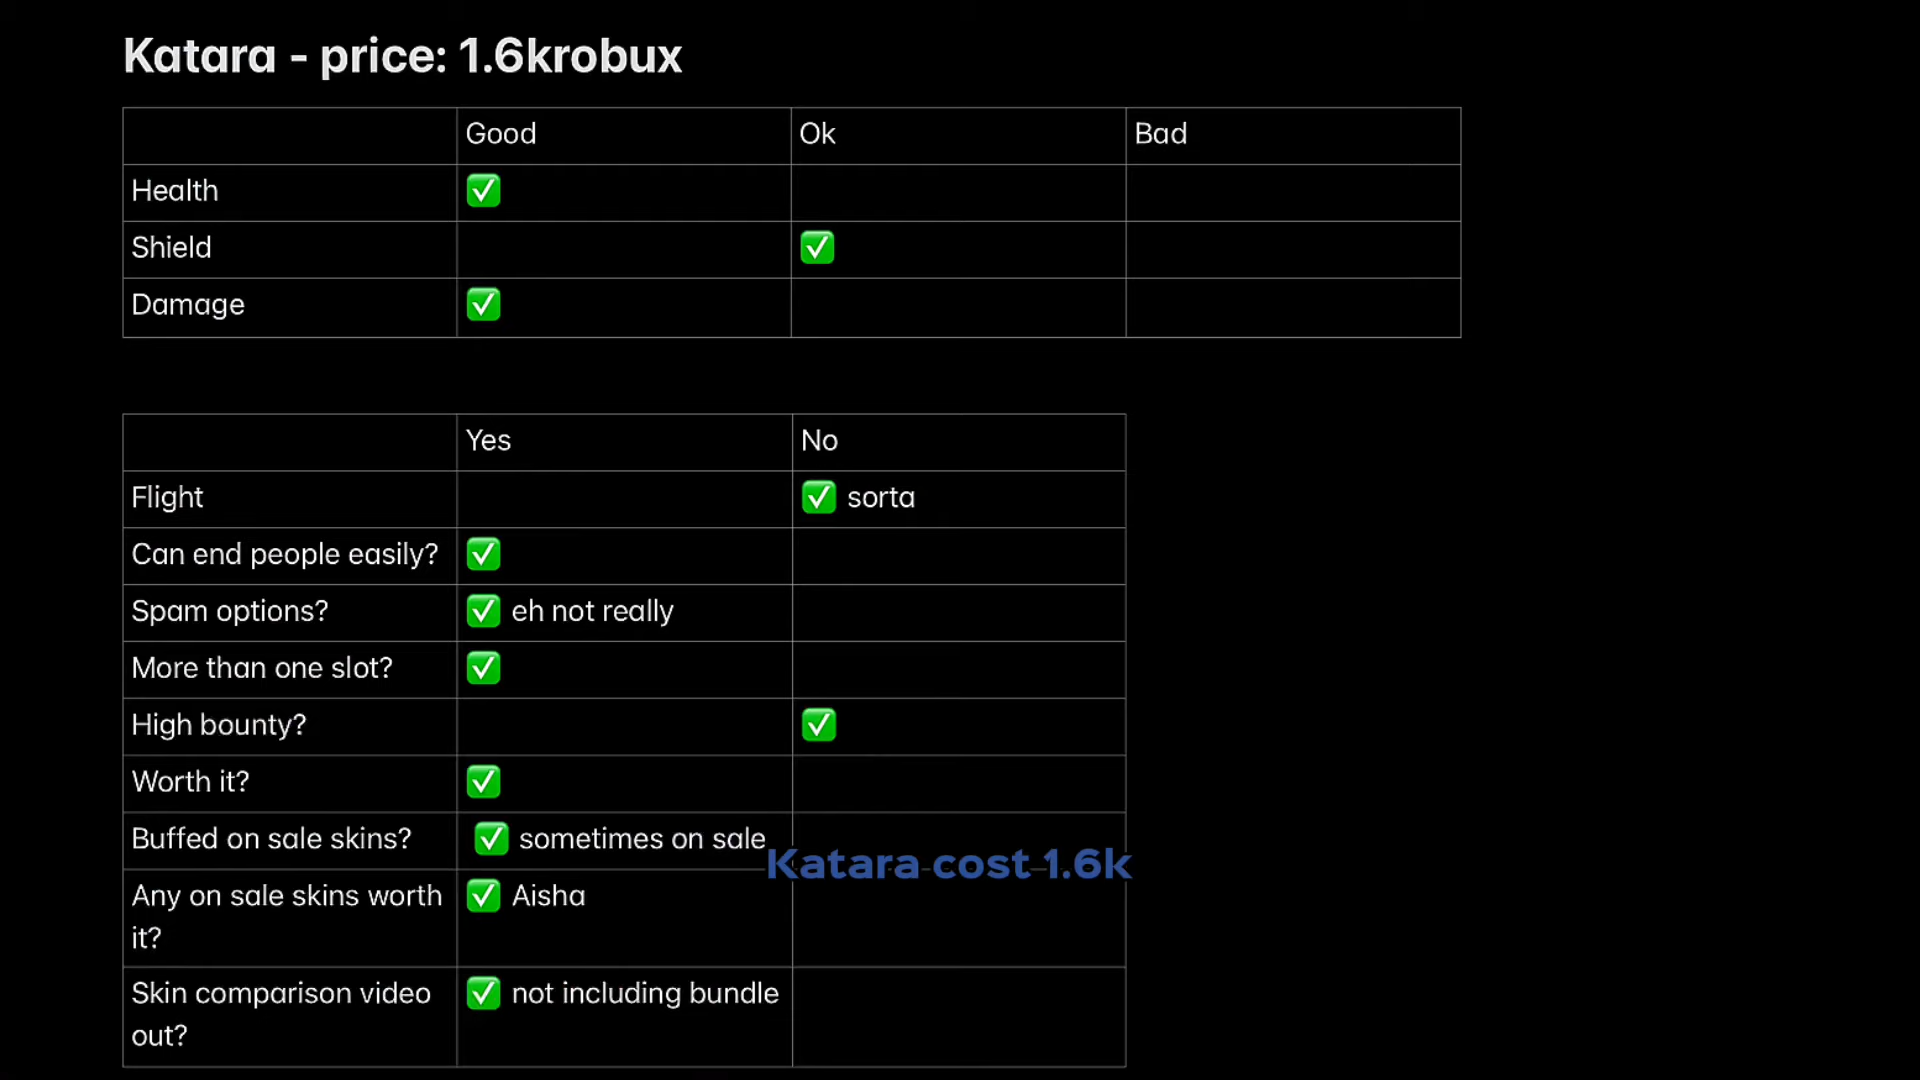 Katara - price: 1.6krobux
Good Ok Bad
Health ✅
Shield ✅
Damage ✅
Yes No
Flight ✅ sorta
Can end people easily? ✅
Spam options? ✅ eh not really
More than one slot? ✅
High bounty? ✅
Worth it? ✅
Buffed on sale skins? ✅ sometimes on sale
Katara cost 1.6k
Any on sale skins worth ✅ Aisha
it?
Skin comparison video ✅ not including bundle
out?